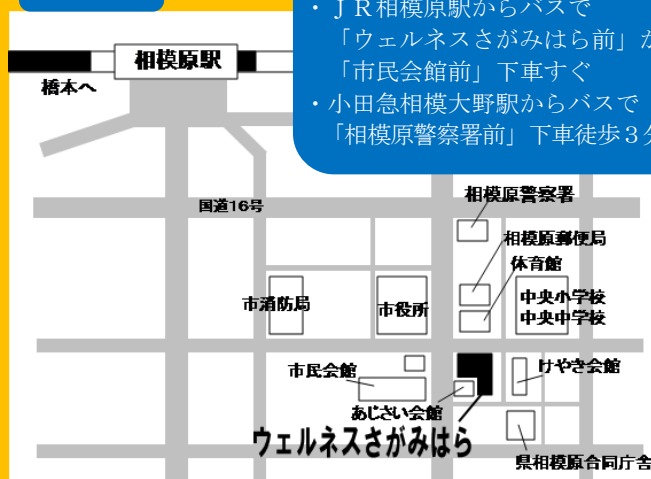 ・ＪＲ相模原駅からバスで
「ウェルネスさがみはら前」か
「市民会館前」下車すぐ
・小田急相模大野駅からバスで
「相模原警察署前」下車徒歩３分
相模原駅
橋本へ
国道16号
相模原警察署
相模原郵便局
体育館
市消防局
市役所
中央小学校
中央中学校
市民会館
けやき会館
あじさい会館
ウェルネスさがみはら
県相模原合同庁舎